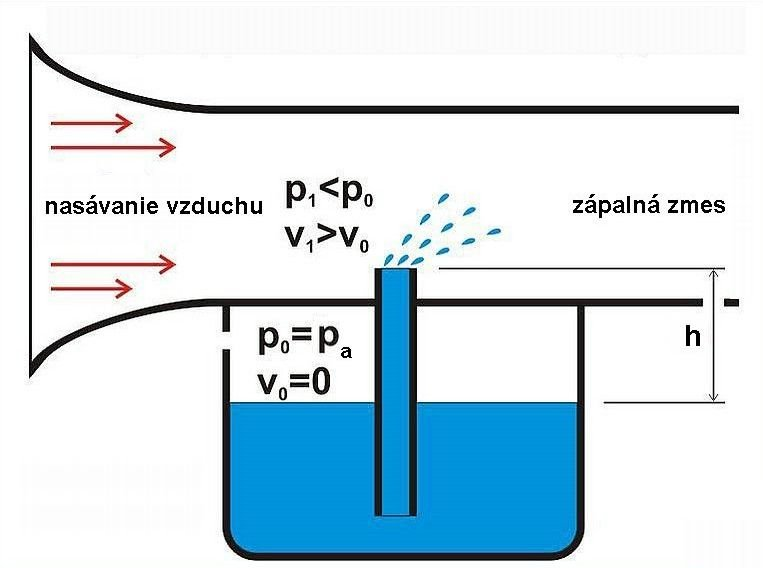 p₁<p₀
nasávanie vzduchu
v₁>v₀
zápalná zmes
p₀=pₐ
v₀=0
h